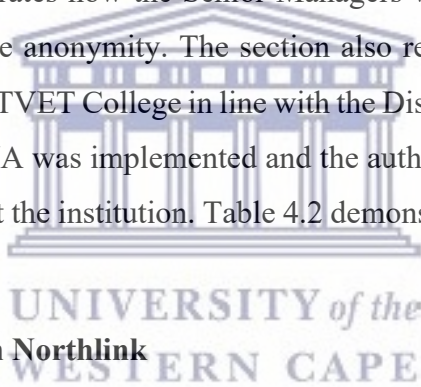 rates how the Senior Managers
e anonymity. The section also re
TVET College in line with the Dis
A was implemented and the auth
t the institution. Table 4.2 demons
UNIVERSITY of the
n Northlink
WESTERN CAPE